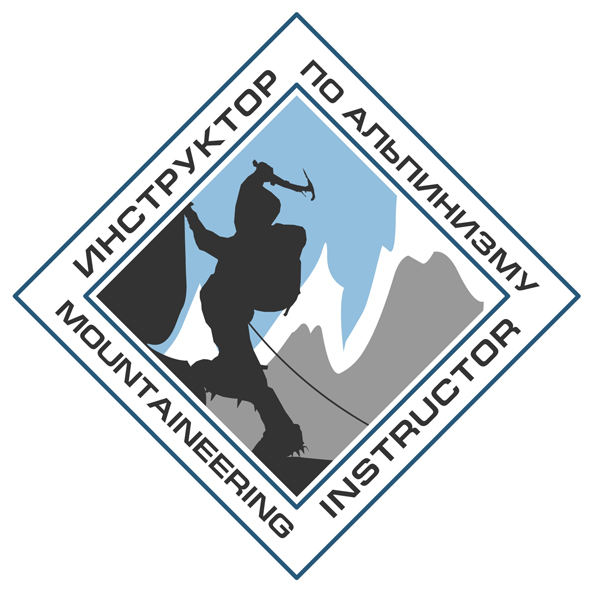 ИНСТРУКТОР
ПО АЛЬПИНИЗМУ
MOUNTAINEERING
INSTRUCTOR